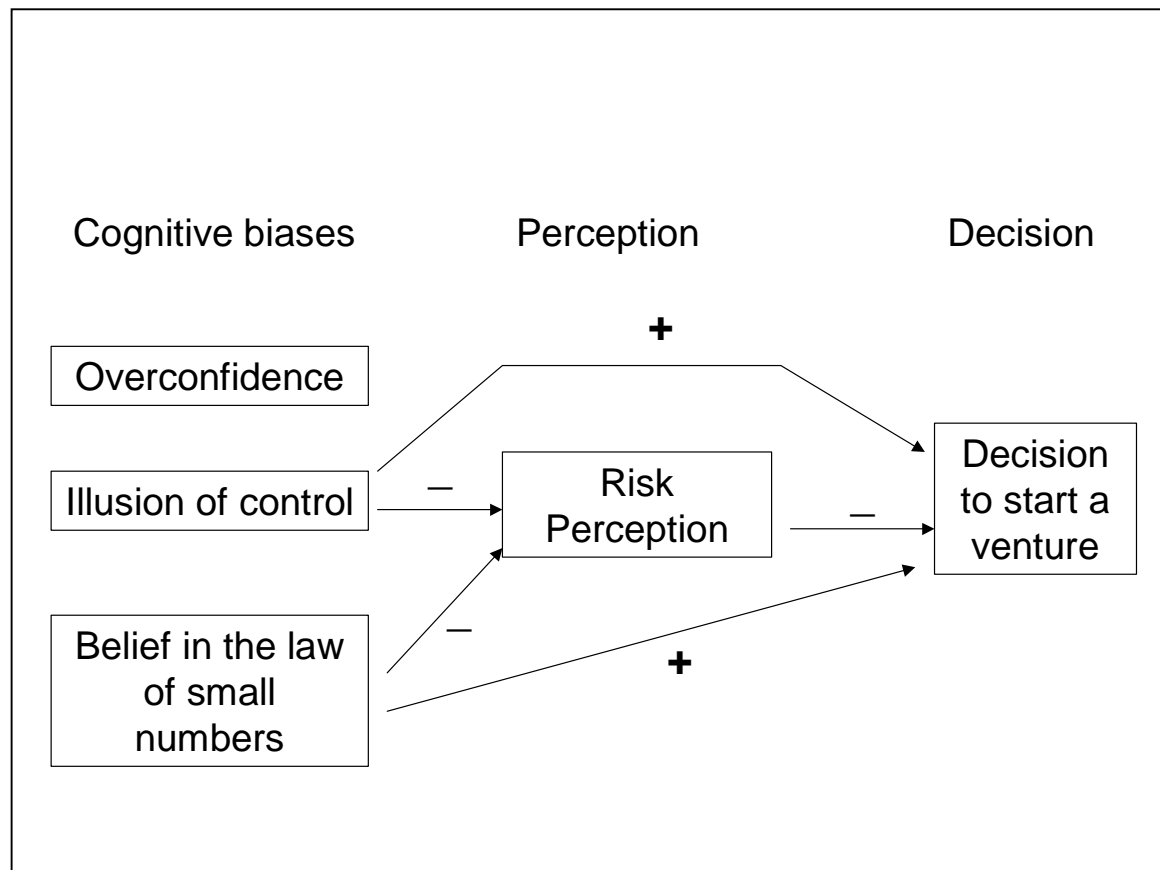 Cognitive biases
Perception
Decision
+
Overconfidence
Illusion of control
–
Risk
Perception
–
Decision
to start a
venture
Belief in the law
of small
numbers
–
+